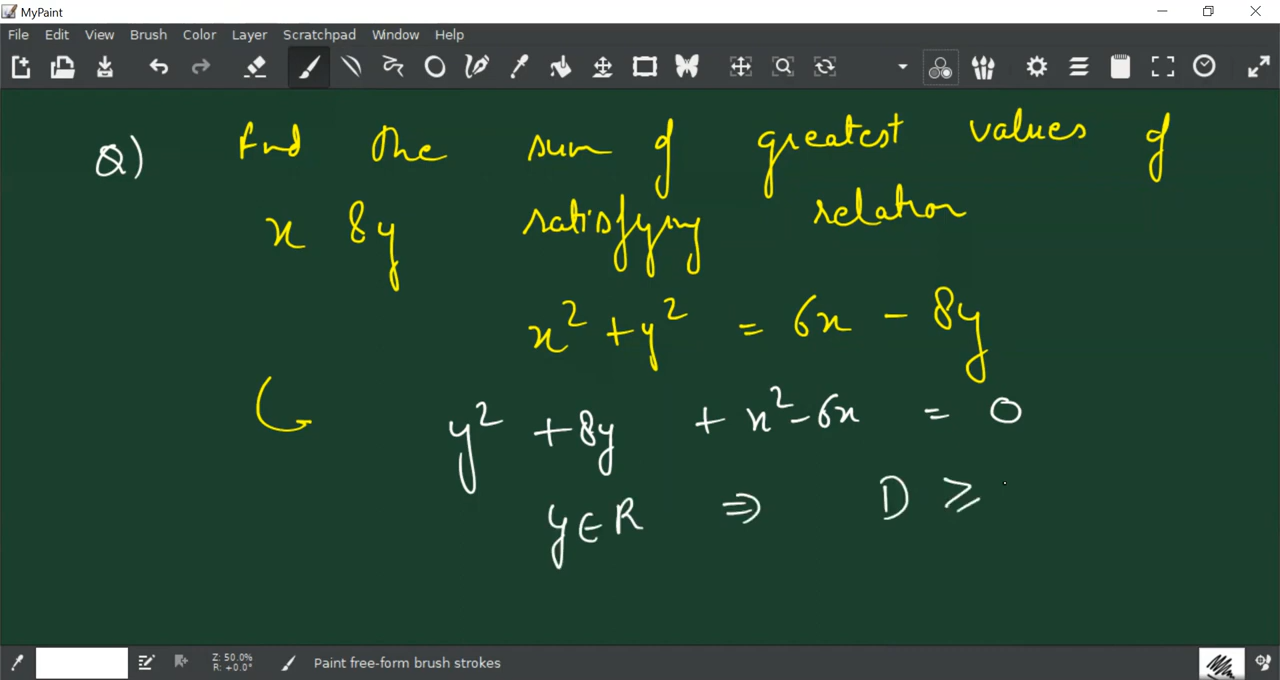 MyPaint
File Edit View Brush Color Layer Scratchpad Window Help
Q) find the sum of greatest values of
x & y satisfying relation
x² + y² = 6x - 8y
y² + 8y + x² - 6x = 0
y ∈ R ⇒ D ≥
Z: 50.0%
R: +0.0°
Paint free-form brush strokes